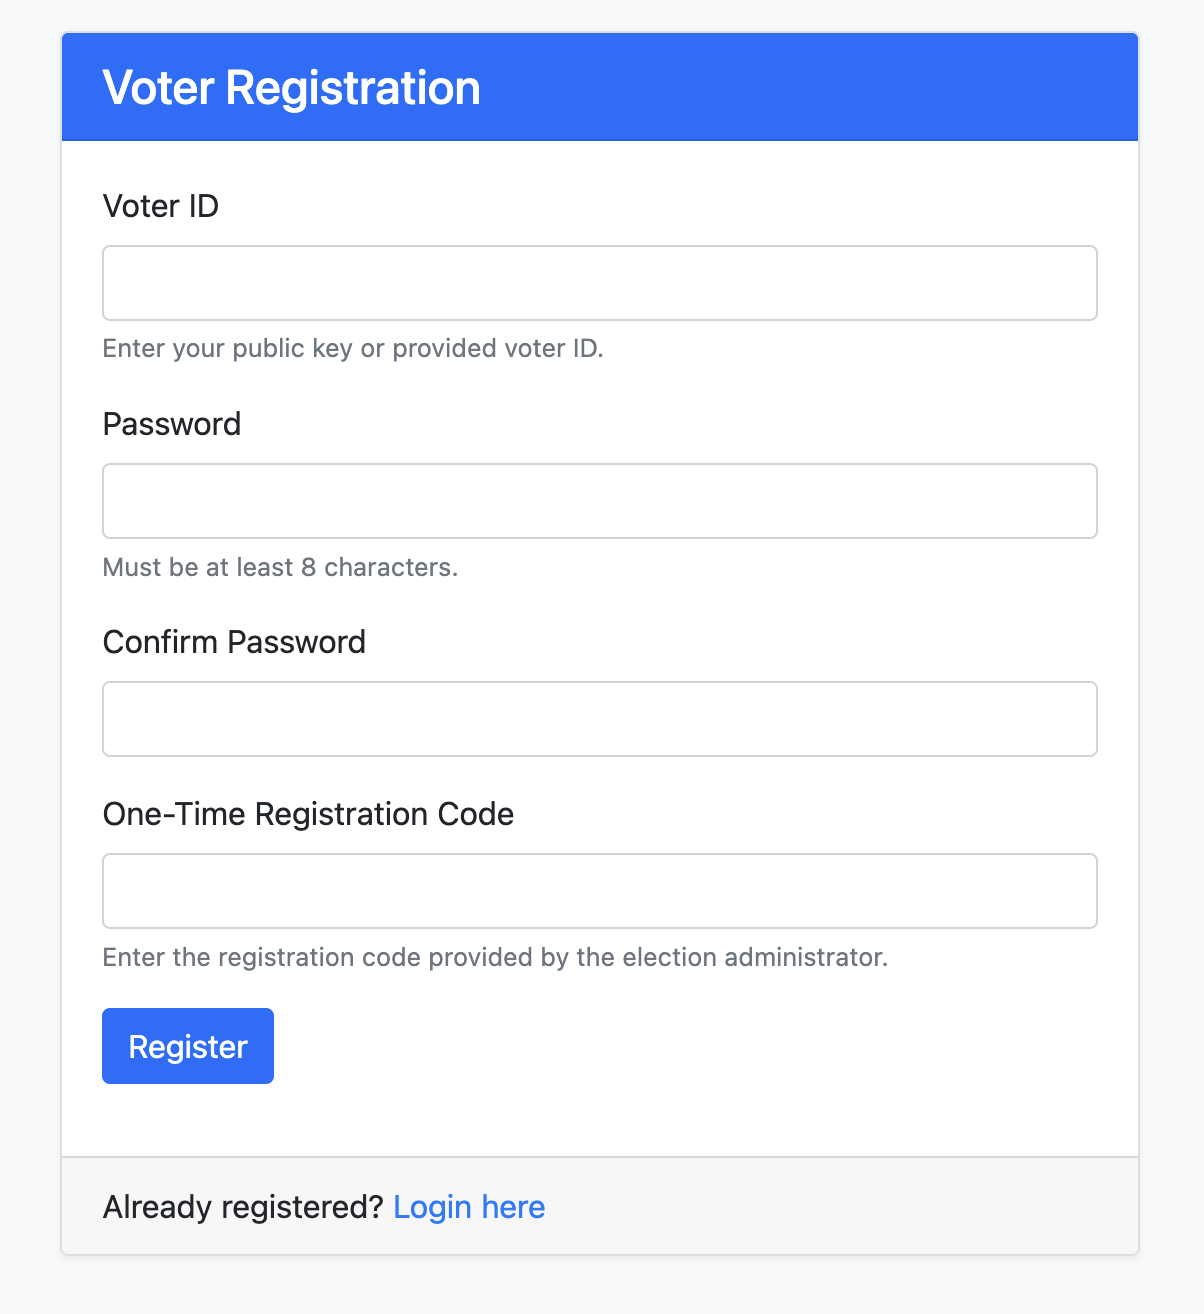 Voter Registration
Voter ID
Enter your public key or provided voter ID.
Password
Must be at least 8 characters.
Confirm Password
One-Time Registration Code
Enter the registration code provided by the election administrator.
Register
Already registered? Login here